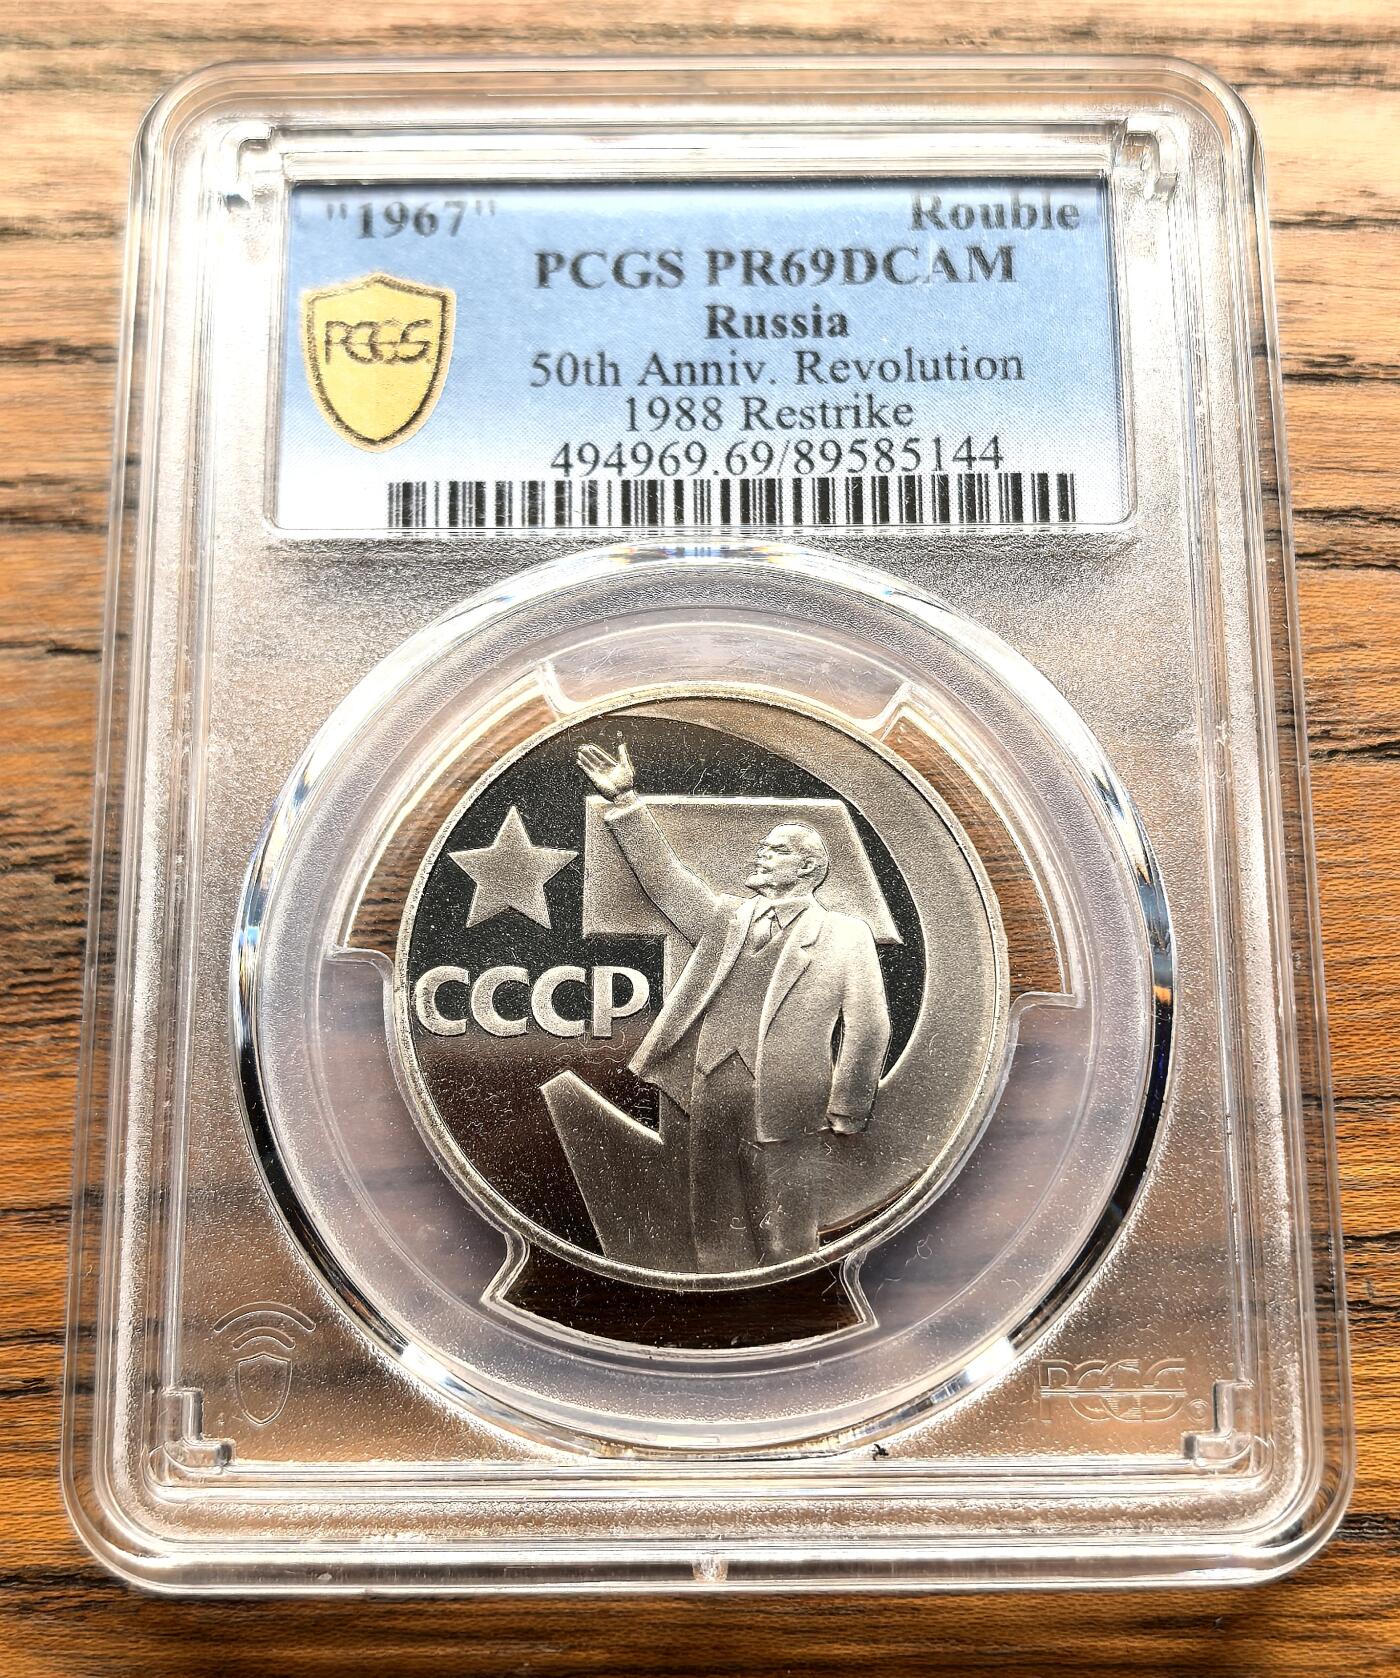 "1967" Rouble
PCGS PR69DCAM
Russia
PCGS
50th Anniv. Revolution
1988 Restrike
494969.69/89585144
СССР
PCGS